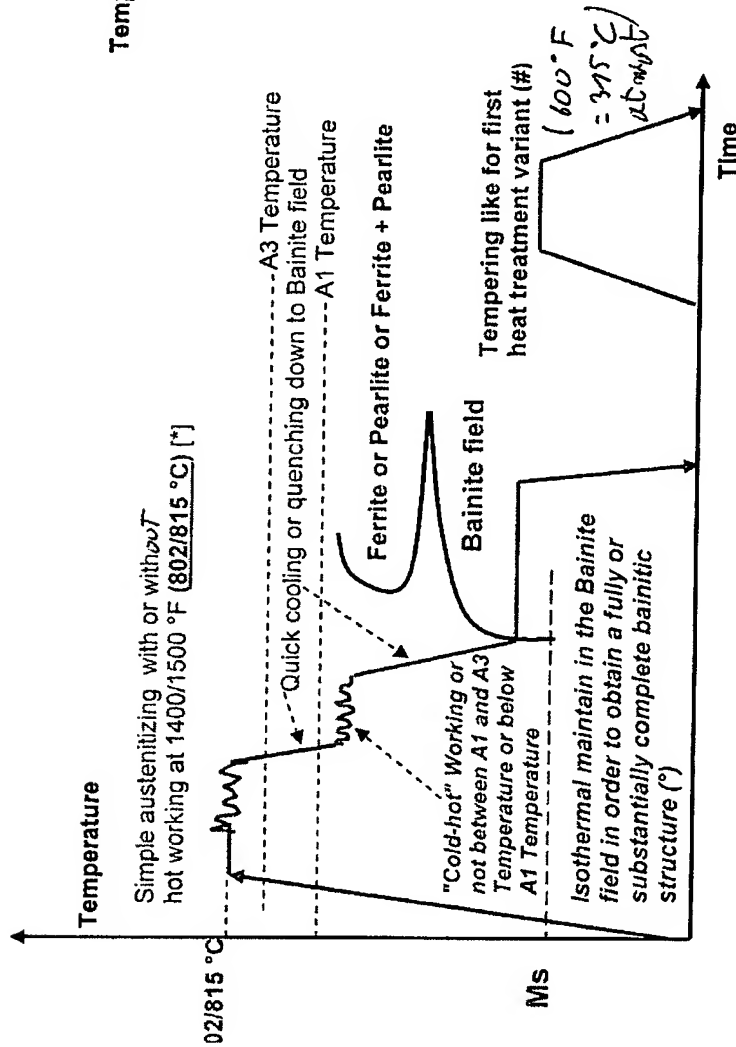 Temp
Temperature
Simple austenitizing with or without
hot working at 1400/1500 °F (802/815 °C) [*]
02/815 °C
A3 Temperature
Quick cooling or quenching down to Bainite field
A1 Temperature
Ferrite or Pearlite or Ferrite + Pearlite
Bainite field
"Cold-hot" Working or
not between A1 and A3
Temperature or below
A1 Temperature
Ms
Isothermal maintain in the Bainite
field in order to obtain a fully or
substantially complete bainitic
structure (°)
Tempering like for first
heat treatment variant (#)
(600°F
= 315°C
at most)
Time